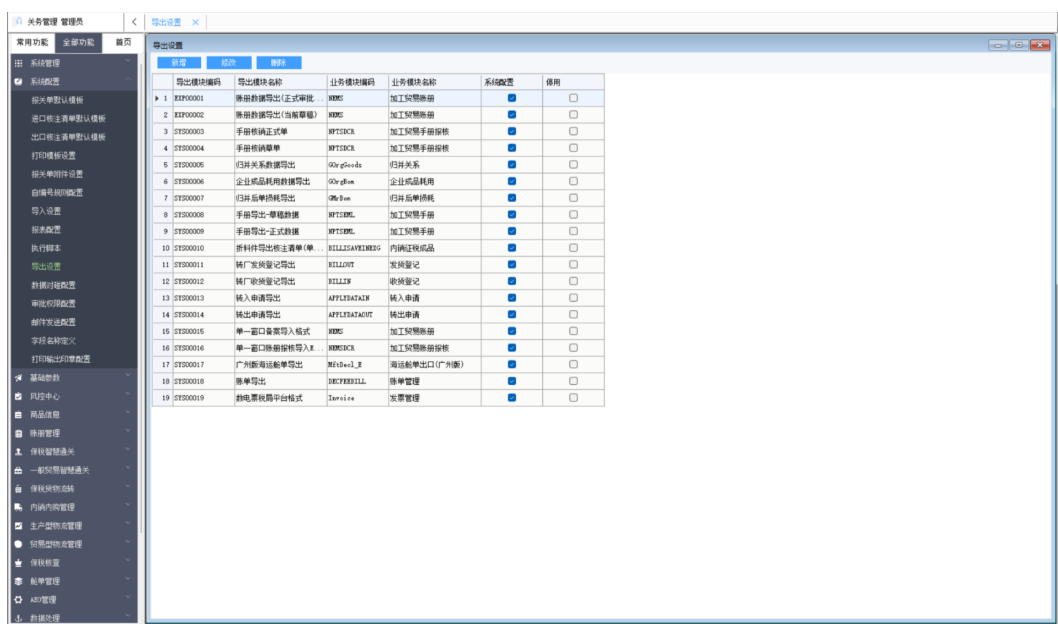 关务管理 管理员
导出设置
常用功能 全部功能 首页
系统管理
系统配置
报关单默认模板
进口核注清单默认模板
出口核注清单默认模板
打印模板设置
报关单附件设置
自编号规则配置
导入设置
报表配置
执行脚本
导出设置
数据对碰配置
审批权限配置
邮件发送配置
字段名称定义
打印输出印章配置
基础参数
风控中心
商品信息
账册管理
保税智慧通关
一般贸易智慧通关
保税货物流转
内销内购管理
生产型物流管理
贸易型物流管理
保税核查
舱单管理
AEO管理
数据处理
导出设置
新增 修改 删除
导出模块编码 导出模块名称 业务模块编码 业务模块名称 系统配置 停用
1 EXP00001 账册数据导出(正式审批... NEMS 加工贸易账册
2 EXP00002 账册数据导出(当前草稿) NEMS 加工贸易账册
3 SYS00003 手册核销正式单 NPTSDCR 加工贸易手册报核
4 SYS00004 手册核销草单 NPTSDCR 加工贸易手册报核
5 SYS00005 归并关系数据导出 GOrgGoods 归并关系
6 SYS00006 企业成品耗用数据导出 GOrgBom 企业成品耗用
7 SYS00007 归并后单损耗导出 GMrBom 归并后单损耗
8 SYS00008 手册导出-草稿数据 NPTSEML 加工贸易手册
9 SYS00009 手册导出-正式数据 NPTSEML 加工贸易手册
10 SYS00010 折料件导出核注清单(单... BILLISAVEINEXG 内销征税成品
11 SYS00011 转厂发货登记导出 BILLOUT 发货登记
12 SYS00012 转厂收货登记导出 BILLIN 收货登记
13 SYS00013 转入申请导出 APPLYDATAIN 转入申请
14 SYS00014 转出申请导出 APPLYDATAOUT 转出申请
15 SYS00015 单一窗口备案导入格式 NEMS 加工贸易账册
16 SYS00016 单一窗口账册报核导入E... NEMSDCR 加工贸易账册报核
17 SYS00017 广州版海运舱单导出 MftDecl_E 海运舱单出口(广州版)
18 SYS00018 账单导出 DECFEEBILL 账单管理
19 SYS00019 数电票税局平台格式 Invoice 发票管理